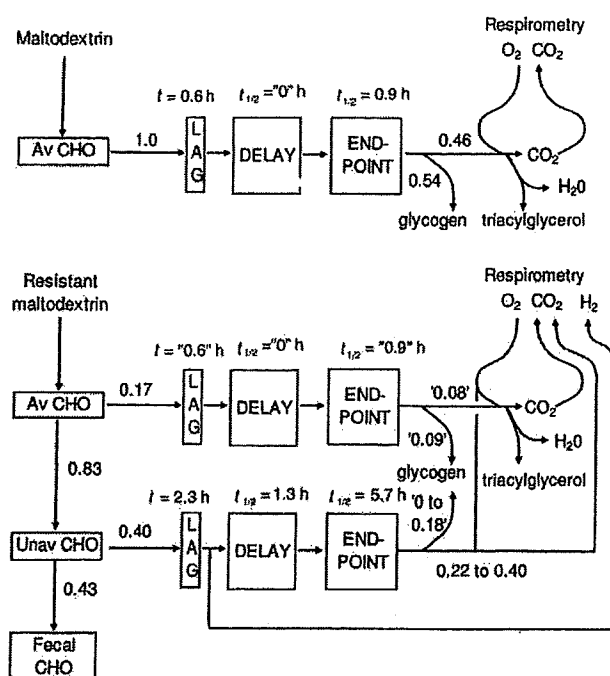 Respirometry
Maltodextrin
O₂ CO₂
t = 0.6 h
t₁/₂ ="0" h
t₁/₂ = 0.9 h
Av CHO
1.0
LAG
DELAY
END-
POINT
0.46
CO₂
0.54
H₂0
glycogen
triacylglycerol
Resistant
maltodextrin
Respirometry
O₂ CO₂ H₂
t = "0.6" h
t₁/₂ = "0" h
t₁/₂ = "0.9" h
Av CHO
0.17
LAG
DELAY
END-
POINT
'0.08'
CO₂
'0.09'
H₂0
glycogen
triacylglycerol
0.83
t = 2.3 h
t₁/₂ = 1.3 h
t₁/₂ = 5.7 h
'0 to
0.18'
Unav CHO
0.40
LAG
DELAY
END-
POINT
0.22 to 0.40
0.43
Fecal
CHO